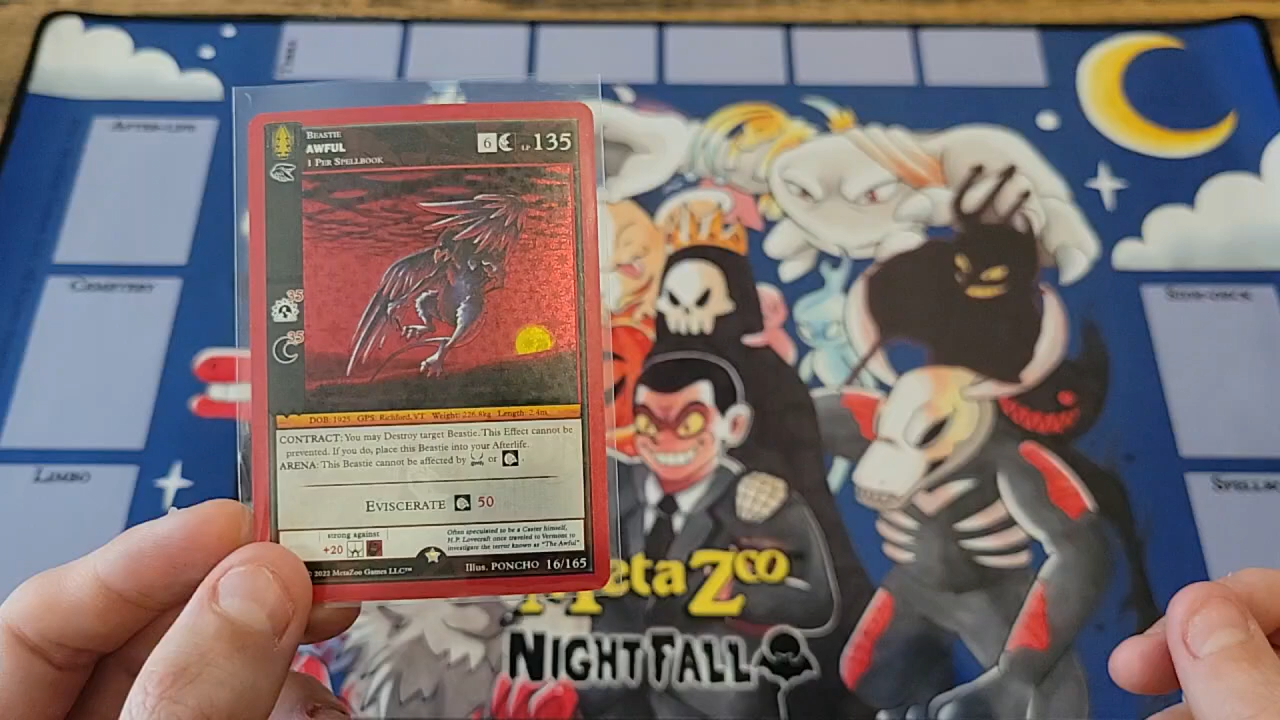 AFTER-LIFE
CEMETERY
LIMBO
BEASTIE
AWFUL
1 PER SPELLBOOK
6 LP 135
35
35
DOB: 1925 GPS: Richford, VT Weight: 226.8kg Length: 2.4m
CONTRACT: You may Destroy target Beastie. This Effect cannot be
prevented. If you do, place this Beastie into your Afterlife.
ARENA: This Beastie cannot be affected by or .
EVISCERATE 50
strong against
+20
Often speculated to be a Caster himself,
H.P. Lovecraft once traveled to Vermont to
investigate the terror known as "The Awful"
© 2022 MetaZoo Games LLC™
Illus. PONCHO 16/165
MetaZoo
NIGHTFALL